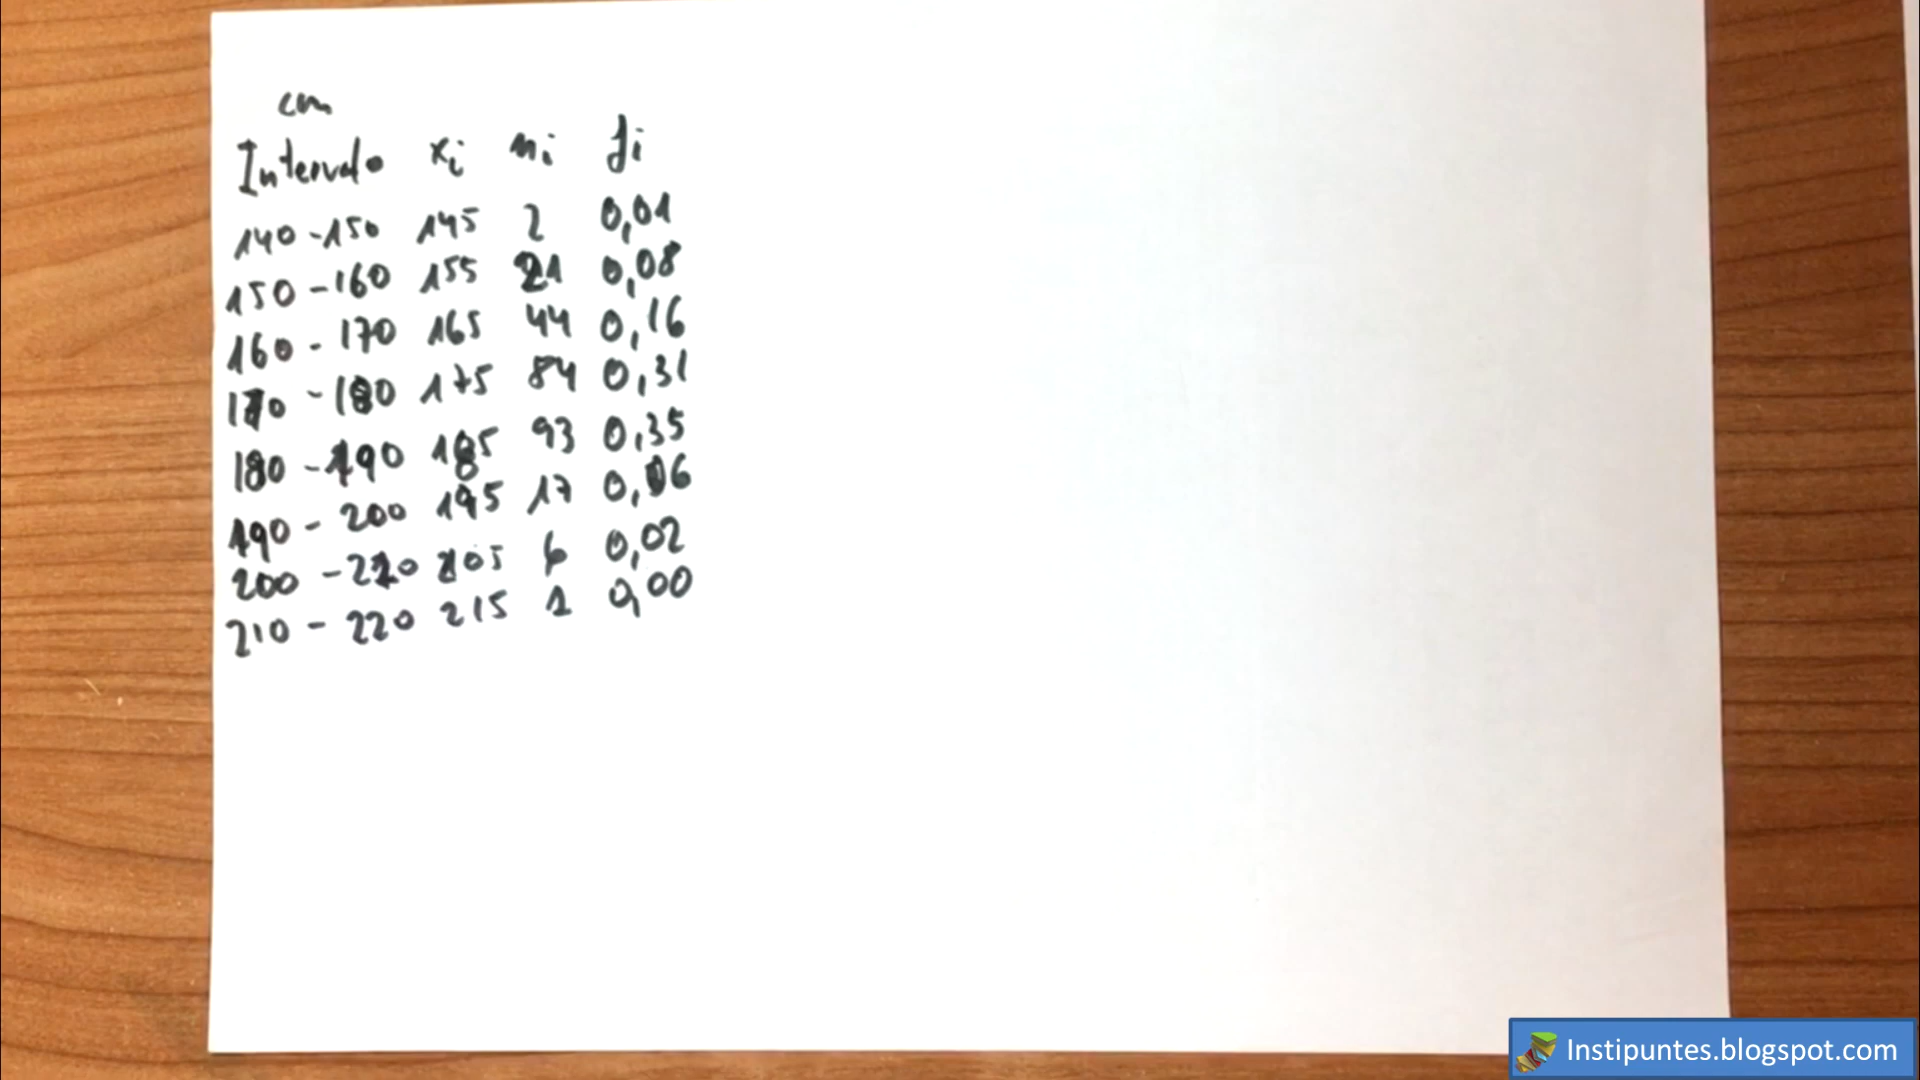 cm
Intervalo xi ni fi
140-150 145 2 0,01
150-160 155 21 0,08
160-170 165 44 0,16
170-180 175 84 0,31
180-190 185 93 0,35
190-200 195 17 0,06
200-210 205 6 0,02
210-220 215 1 0,00
Instipuntes.blogspot.com